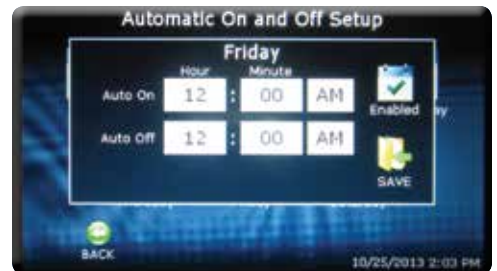 Automatic On and Off Setup
Friday
Hour Minute
Auto On 12 : 00 AM
Enabled
Auto Off 12 : 00 AM
SAVE
BACK
10/25/2013 2:03 PM